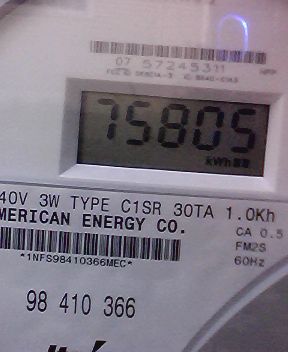 07 57245311
75805
kWh
40V 3W TYPE C1SR 30TA 1.0Kh
MERICAN ENERGY CO.
CA 0.5
FM2S
60Hz
*1NFS98410366MEC*
98 410 366